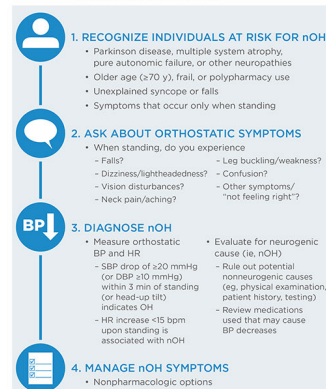 1. RECOGNIZE INDIVIDUALS AT RISK FOR nOH
• Parkinson disease, multiple system atrophy,
pure autonomic failure, or other neuropathies
• Older age (≥70 y), frail, or polypharmacy use
• Unexplained syncope or falls
• Symptoms that occur only when standing
2. ASK ABOUT ORTHOSTATIC SYMPTOMS
• When standing, do you experience
– Falls?
– Dizziness/lightheadedness?
– Vision disturbances?
– Neck pain/aching?
– Leg buckling/weakness?
– Confusion?
– Other symptoms/
"not feeling right"?
BP
3. DIAGNOSE nOH
• Measure orthostatic
BP and HR
– SBP drop of ≥20 mmHg
(or DBP ≥10 mmHg)
within 3 min of standing
(or head-up tilt)
indicates OH
– HR increase <15 bpm
upon standing is
associated with nOH
• Evaluate for neurogenic
cause (ie, nOH)
– Rule out potential
nonneurogenic causes
(eg, physical examination,
patient history, testing)
– Review medications
used that may cause
BP decreases
4. MANAGE nOH SYMPTOMS
• Nonpharmacologic options